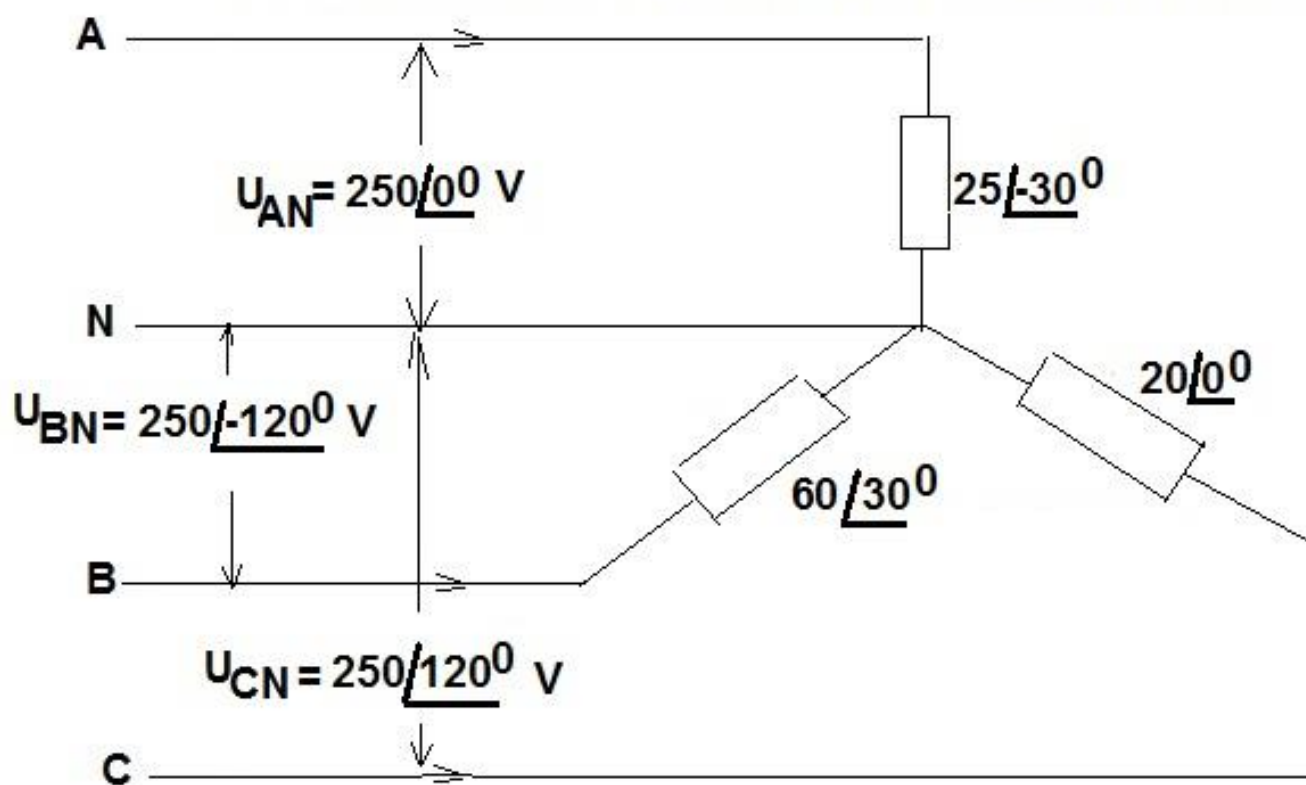 A
U_AN = 250∠0⁰ V
25∠-30⁰
N
20∠0⁰
U_BN = 250∠-120⁰ V
60∠30⁰
B
U_CN = 250∠120⁰ V
C